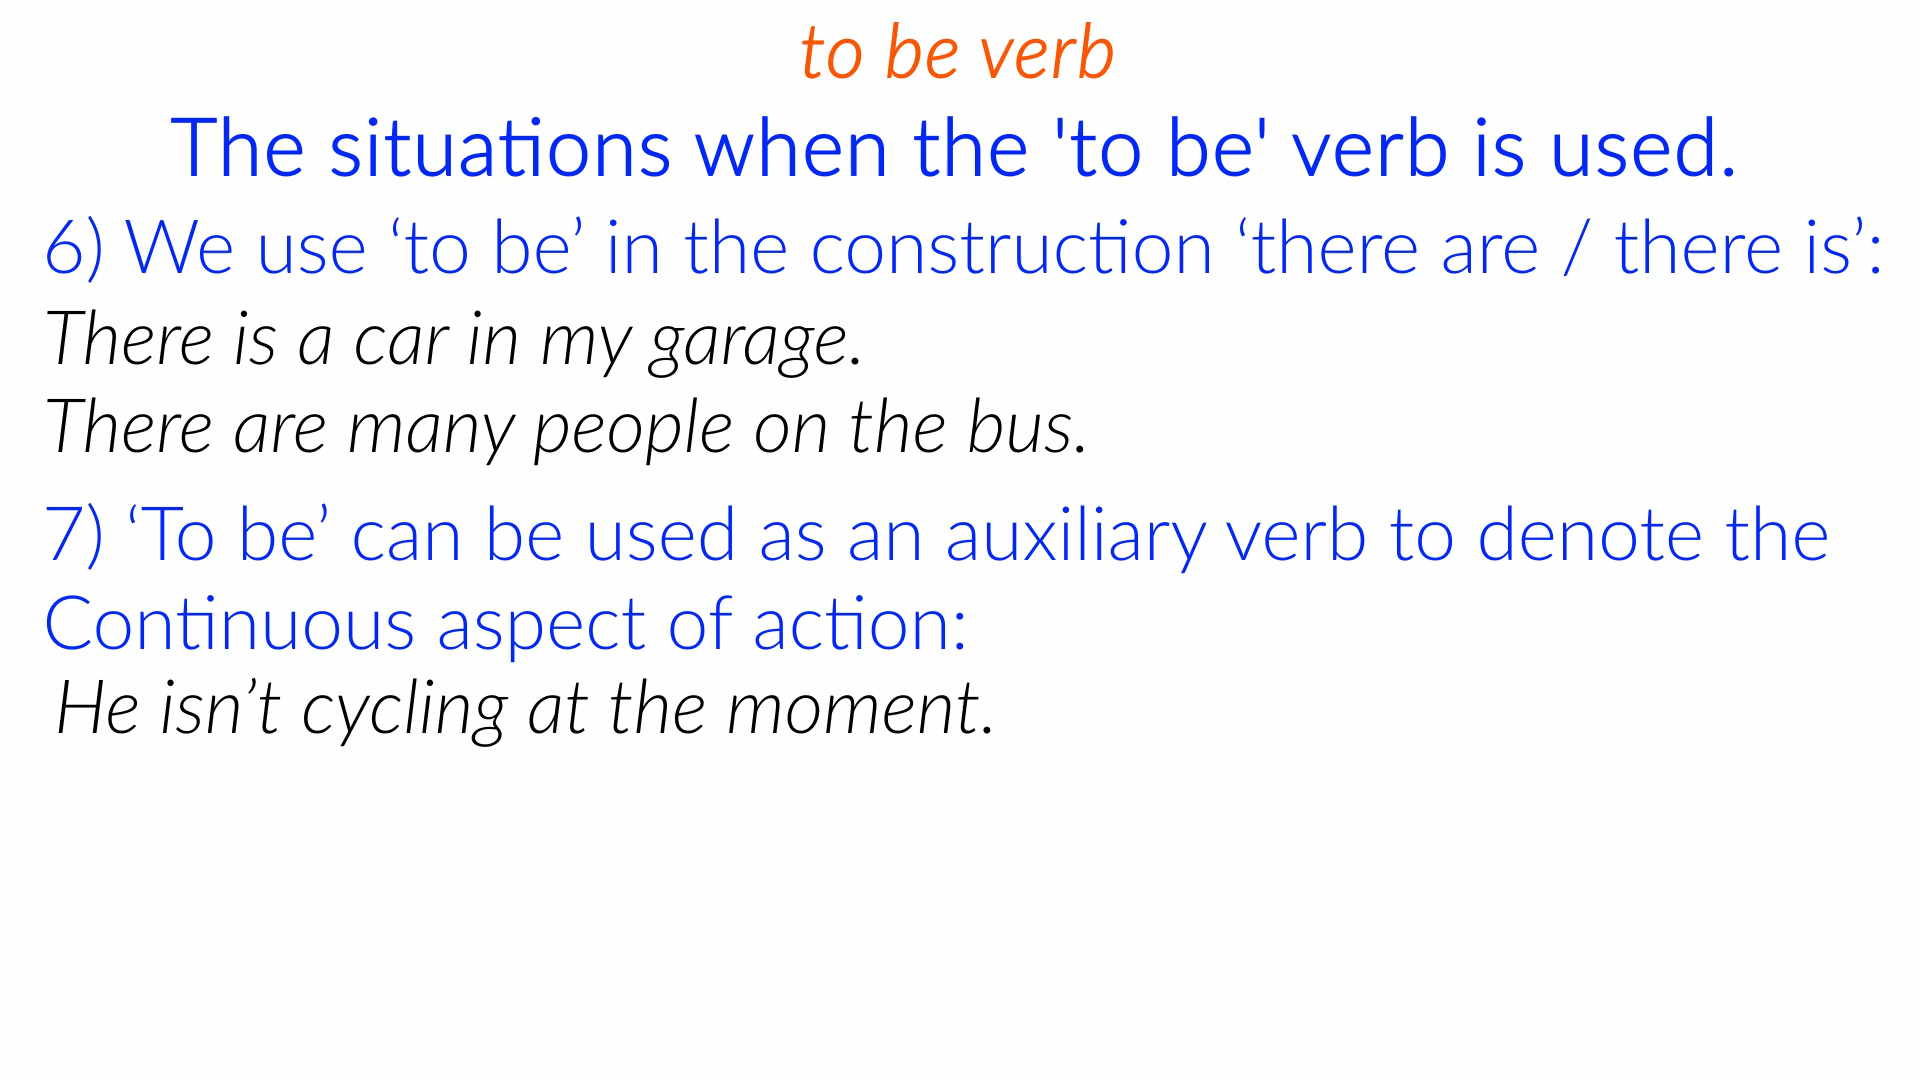 to be verb
The situations when the 'to be' verb is used.
6) We use ‘to be’ in the construction ‘there are / there is’:
There is a car in my garage.
There are many people on the bus.
7) ‘To be’ can be used as an auxiliary verb to denote the
Continuous aspect of action:
He isn’t cycling at the moment.